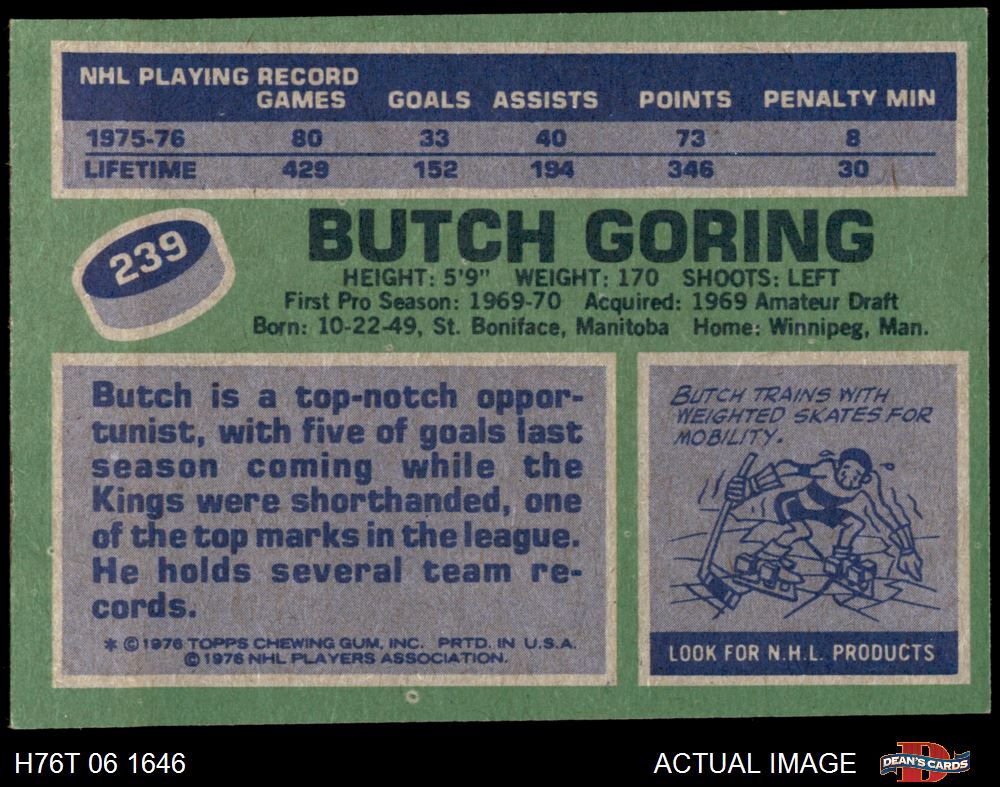 NHL PLAYING RECORD
GAMES GOALS ASSISTS POINTS PENALTY MIN
1975-76 80 33 40 73 8
LIFETIME 429 152 194 346 30
239
BUTCH GORING
HEIGHT: 5'9" WEIGHT: 170 SHOOTS: LEFT
First Pro Season: 1969-70 Acquired: 1969 Amateur Draft
Born: 10-22-49, St. Boniface, Manitoba Home: Winnipeg, Man.
Butch is a top-notch oppor-
tunist, with five of goals last
season coming while the
Kings were shorthanded, one
of the top marks in the league.
He holds several team re-
cords.
* © 1976 TOPPS CHEWING GUM, INC. PRTD. IN U.S.A.
© 1976 NHL PLAYERS ASSOCIATION.
BUTCH TRAINS WITH
WEIGHTED SKATES FOR
MOBILITY.
LOOK FOR N.H.L. PRODUCTS
H76T 06 1646 ACTUAL IMAGE
D DEAN'S CARDS